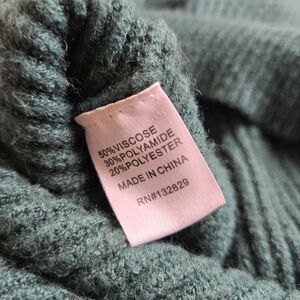 50%VISCOSE
30%POLYAMIDE
20%POLYESTER
MADE IN CHINA
RN#132829